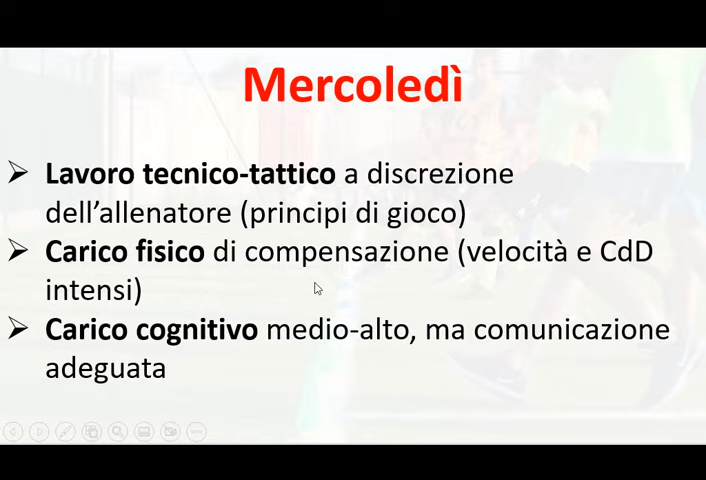 Mercoledì
Lavoro tecnico-tattico a discrezione
dell’allenatore (principi di gioco)
Carico fisico di compensazione (velocità e CdD
intensi)
Carico cognitivo medio-alto, ma comunicazione
adeguata